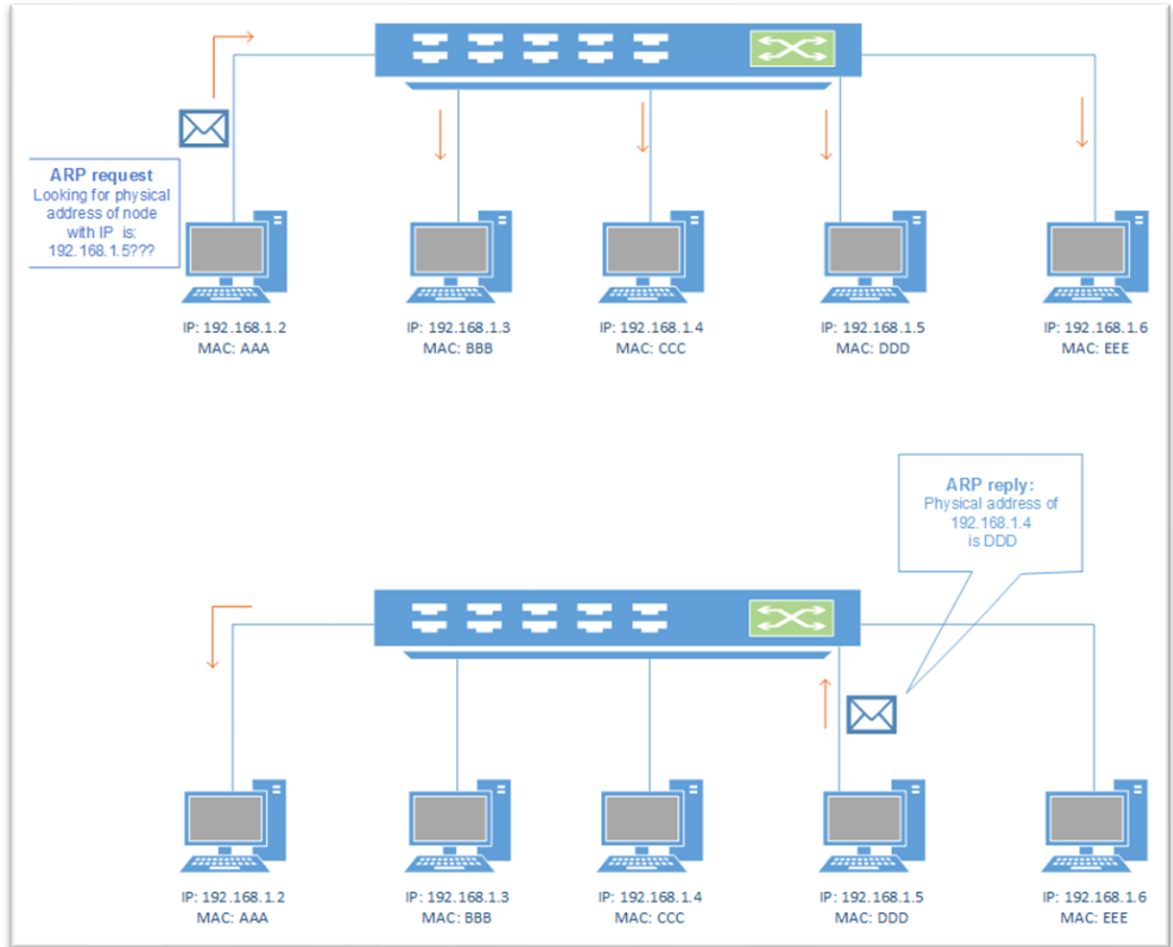 ARP request
Looking for physical
address of node
with IP is:
192.168.1.5???
IP: 192.168.1.2
MAC: AAA
IP: 192.168.1.3
MAC: BBB
IP: 192.168.1.4
MAC: CCC
IP: 192.168.1.5
MAC: DDD
IP: 192.168.1.6
MAC: EEE
ARP reply:
Physical address of
192.168.1.4
is DDD
IP: 192.168.1.2
MAC: AAA
IP: 192.168.1.3
MAC: BBB
IP: 192.168.1.4
MAC: CCC
IP: 192.168.1.5
MAC: DDD
IP: 192.168.1.6
MAC: EEE